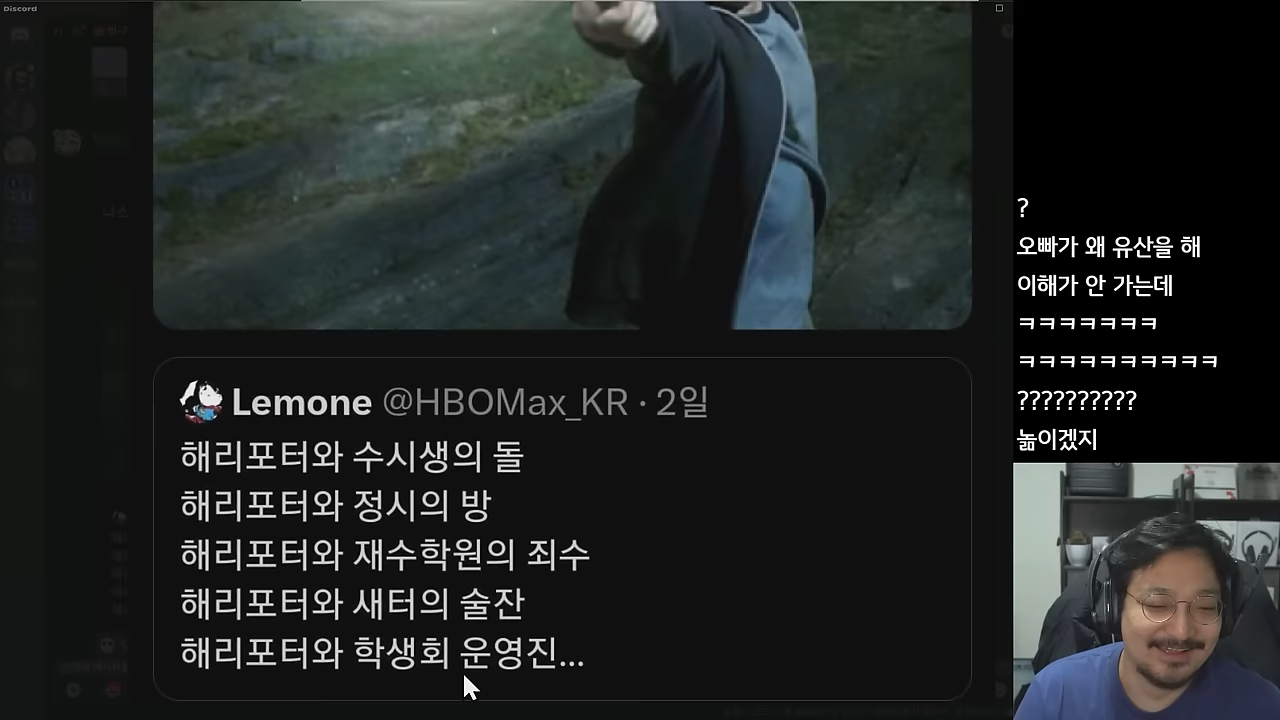 Discord
Lemone @HBOMax_KR · 2일
해리포터와 수시생의 돌
해리포터와 정시의 방
해리포터와 재수학원의 죄수
해리포터와 새터의 술잔
해리포터와 학생회 운영진...
?
오빠가 왜 유산을 해
이해가 안 가는데
ㅋㅋㅋㅋㅋㅋㅋ
ㅋㅋㅋㅋㅋㅋㅋㅋㅋㅋ
??????????
높이겠지